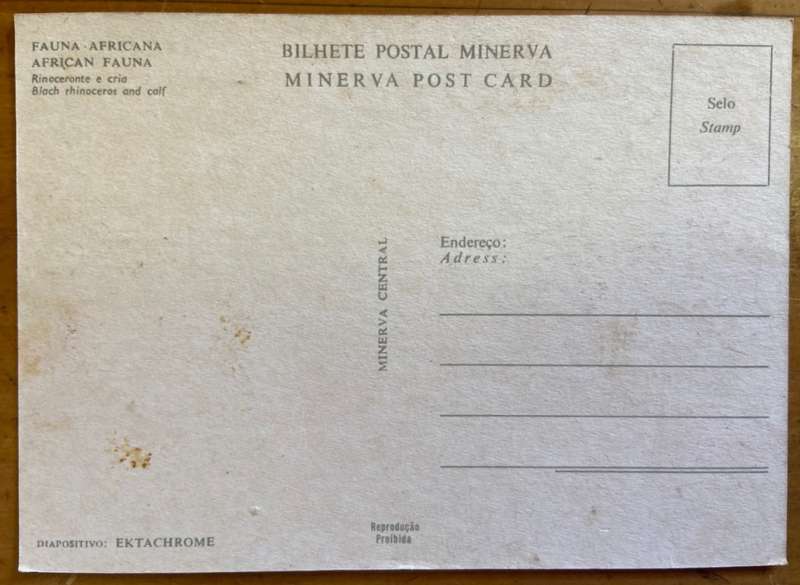 FAUNA AFRICANA
AFRICAN FAUNA
Rinoceronte e cria
Blach rhinoceros and calf
BILHETE POSTAL MINERVA
MINERVA POST CARD
Selo
Stamp
MINERVA CENTRAL
Endereço:
Adress:
DIAPOSITIVO: EKTACHROME
Reprodução
Proibida